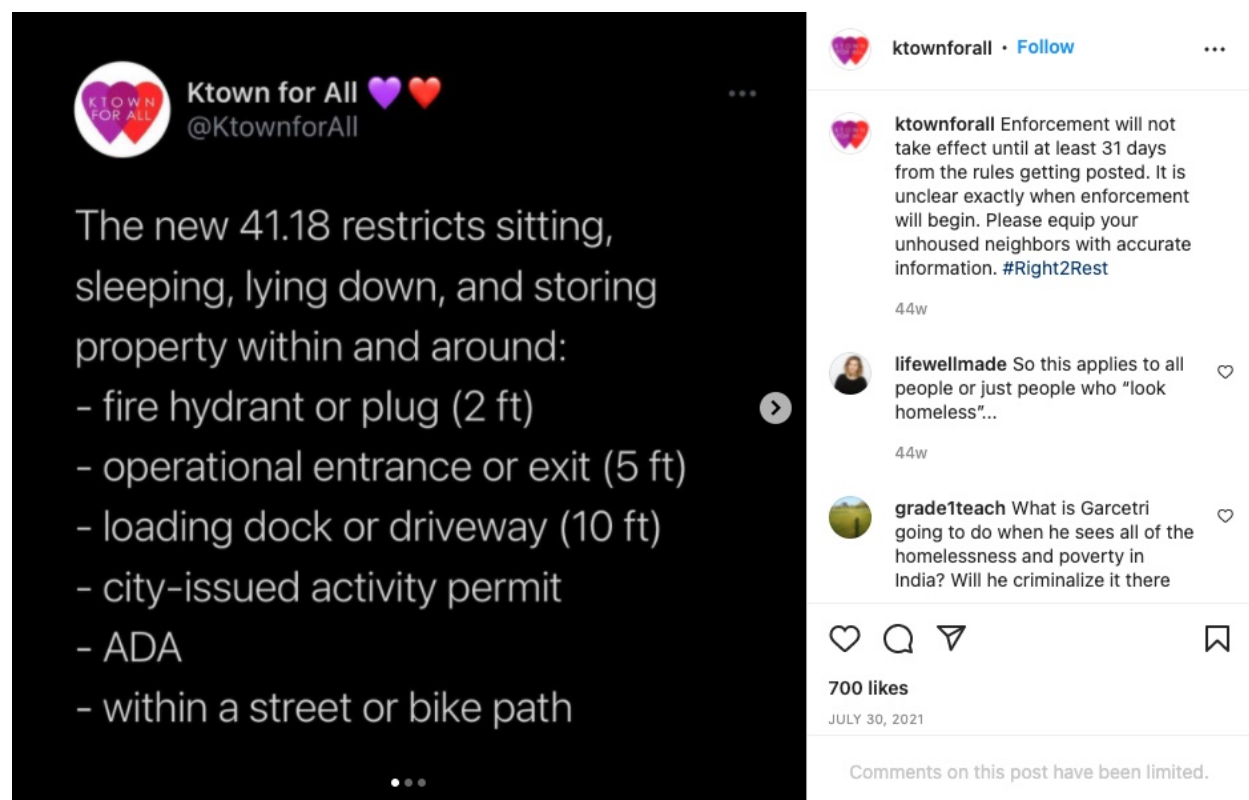 KTOWN
FOR ALL
Ktown for All 💜❤️
@KtownforAll
The new 41.18 restricts sitting,
sleeping, lying down, and storing
property within and around:
- fire hydrant or plug (2 ft)
- operational entrance or exit (5 ft)
- loading dock or driveway (10 ft)
- city-issued activity permit
- ADA
- within a street or bike path
ktownforall • Follow
ktownforall Enforcement will not
take effect until at least 31 days
from the rules getting posted. It is
unclear exactly when enforcement
will begin. Please equip your
unhoused neighbors with accurate
information. #Right2Rest
44w
lifewellmade So this applies to all
people or just people who “look
homeless”...
44w
grade1teach What is Garcetri
going to do when he sees all of the
homelessness and poverty in
India? Will he criminalize it there
700 likes
JULY 30, 2021
Comments on this post have been limited.